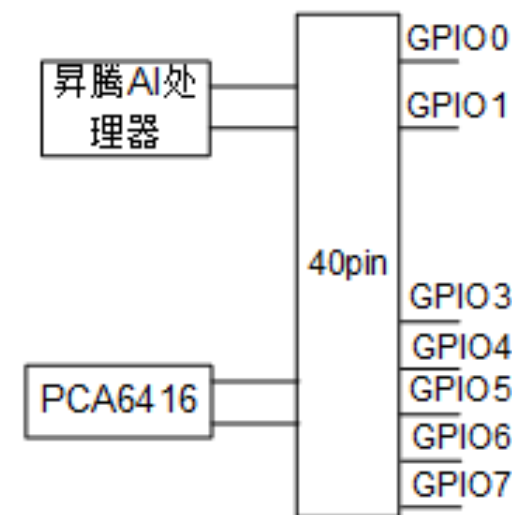 GPIO0
昇腾AI处
理器
GPIO1
40pin
GPIO3
GPIO4
PCA6416
GPIO5
GPIO6
GPIO7